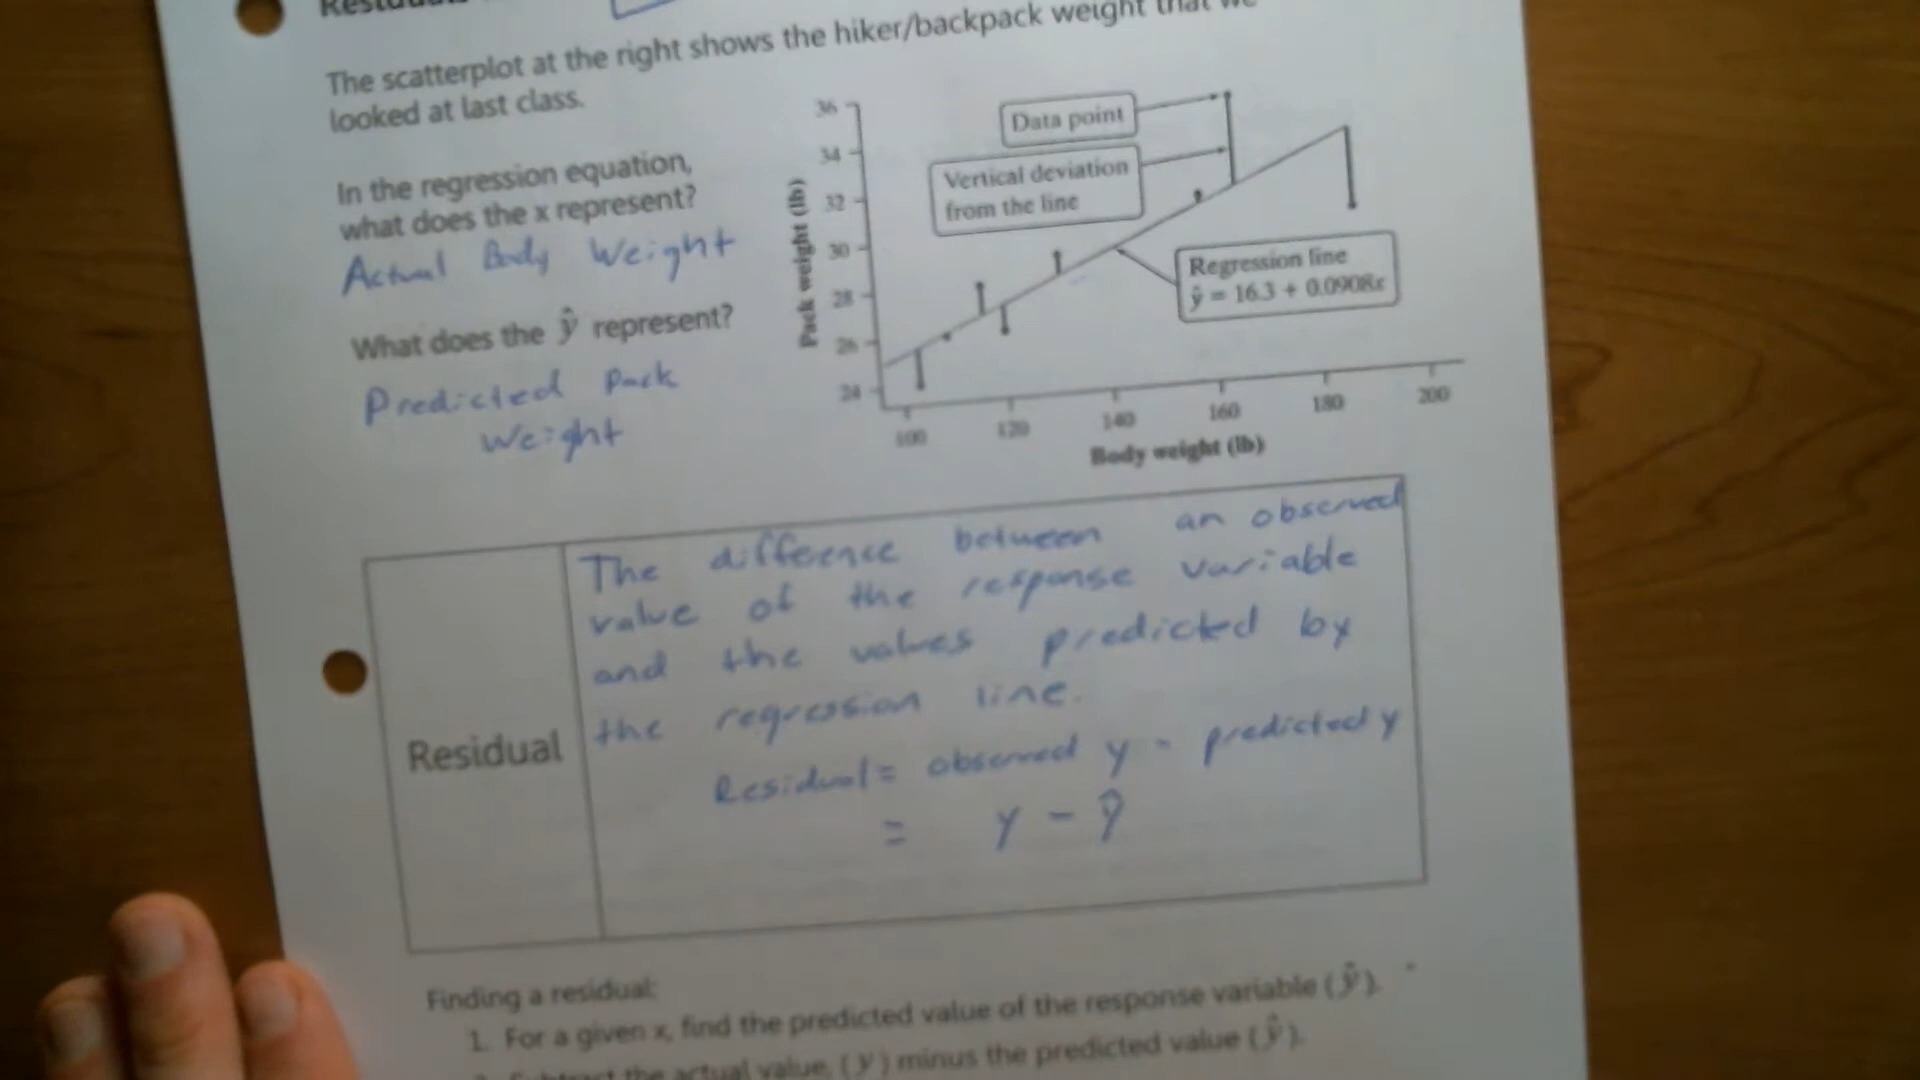 The scatterplot at the right shows the hiker/backpack weight that we
looked at last class.
In the regression equation,
what does the x represent?
Actual Body Weight
What does the ŷ represent?
Predicted Pack
Weight
36
34
32
30
28
26
24
Pack weight (lb)
Data point
Vertical deviation
from the line
Regression line
ŷ = 16.3 + 0.0908x
100 120 140 160 180 200
Body weight (lb)
Residual
The difference between an observed
value of the response variable
and the values predicted by
the regression line.
Residual = observed y - predicted y
= y - ŷ
Finding a residual:
1. For a given x, find the predicted value of the response variable (ŷ).
2. Subtract the actual value, (y) minus the predicted value (ŷ).